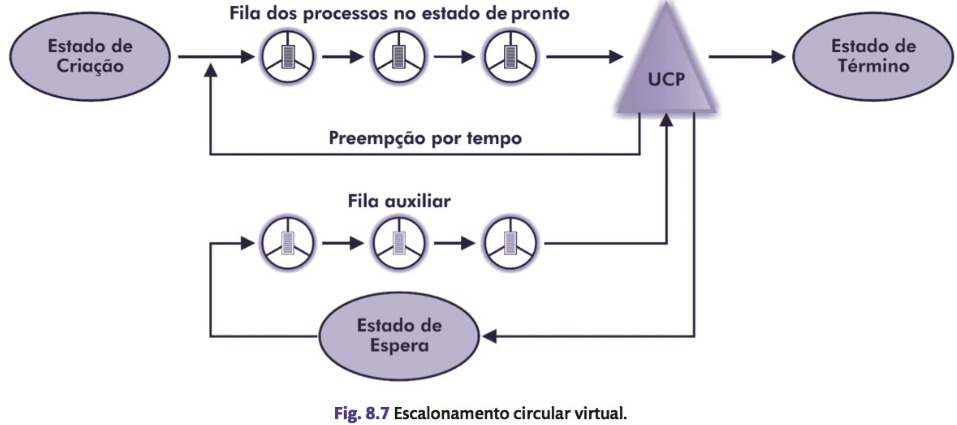 Fila dos processos no estado de pronto
Estado de
Criação
UCP
Estado de
Término
Preempção por tempo
Fila auxiliar
Estado de
Espera
Fig. 8.7 Escalonamento circular virtual.